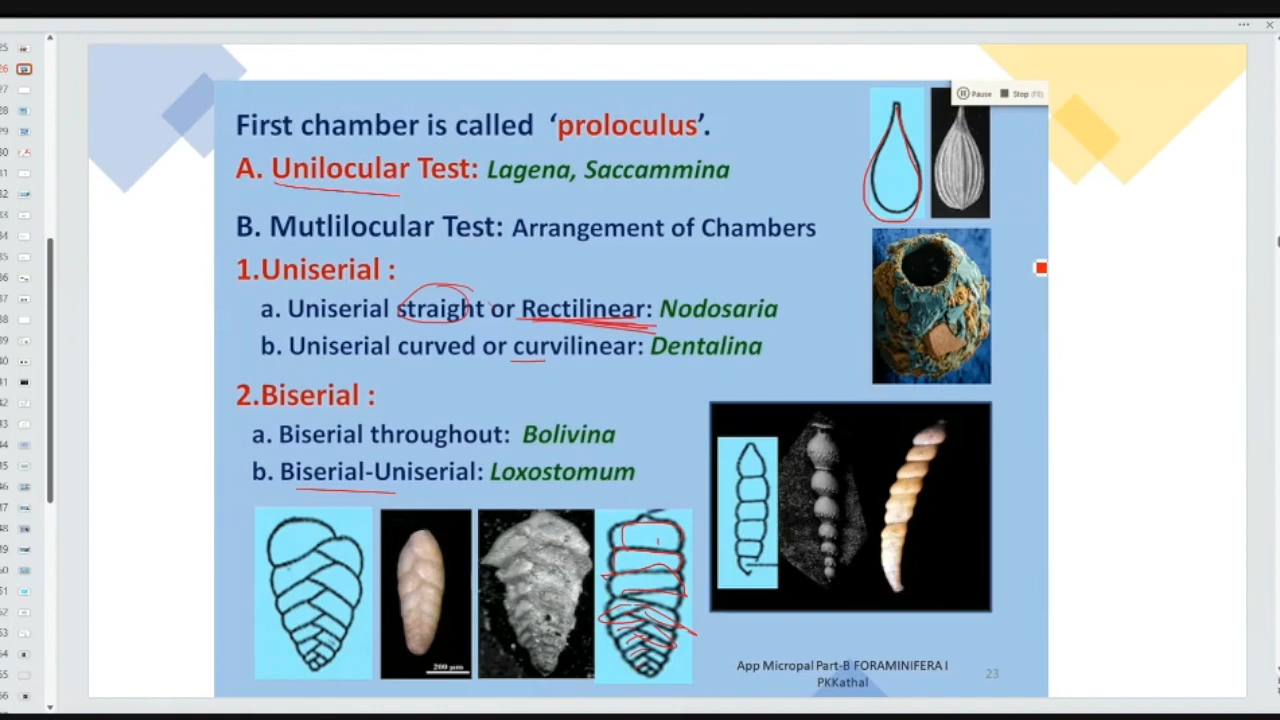 First chamber is called ‘proloculus’.
A. Unilocular Test: Lagena, Saccammina
B. Mutlilocular Test: Arrangement of Chambers
1.Uniserial :
a. Uniserial straight or Rectilinear: Nodosaria
b. Uniserial curved or curvilinear: Dentalina
2.Biserial :
a. Biserial throughout: Bolivina
b. Biserial-Uniserial: Loxostomum
200 µm
App Micropal Part-B FORAMINIFERA I
PKKathal
23
Pause Stop (F8)